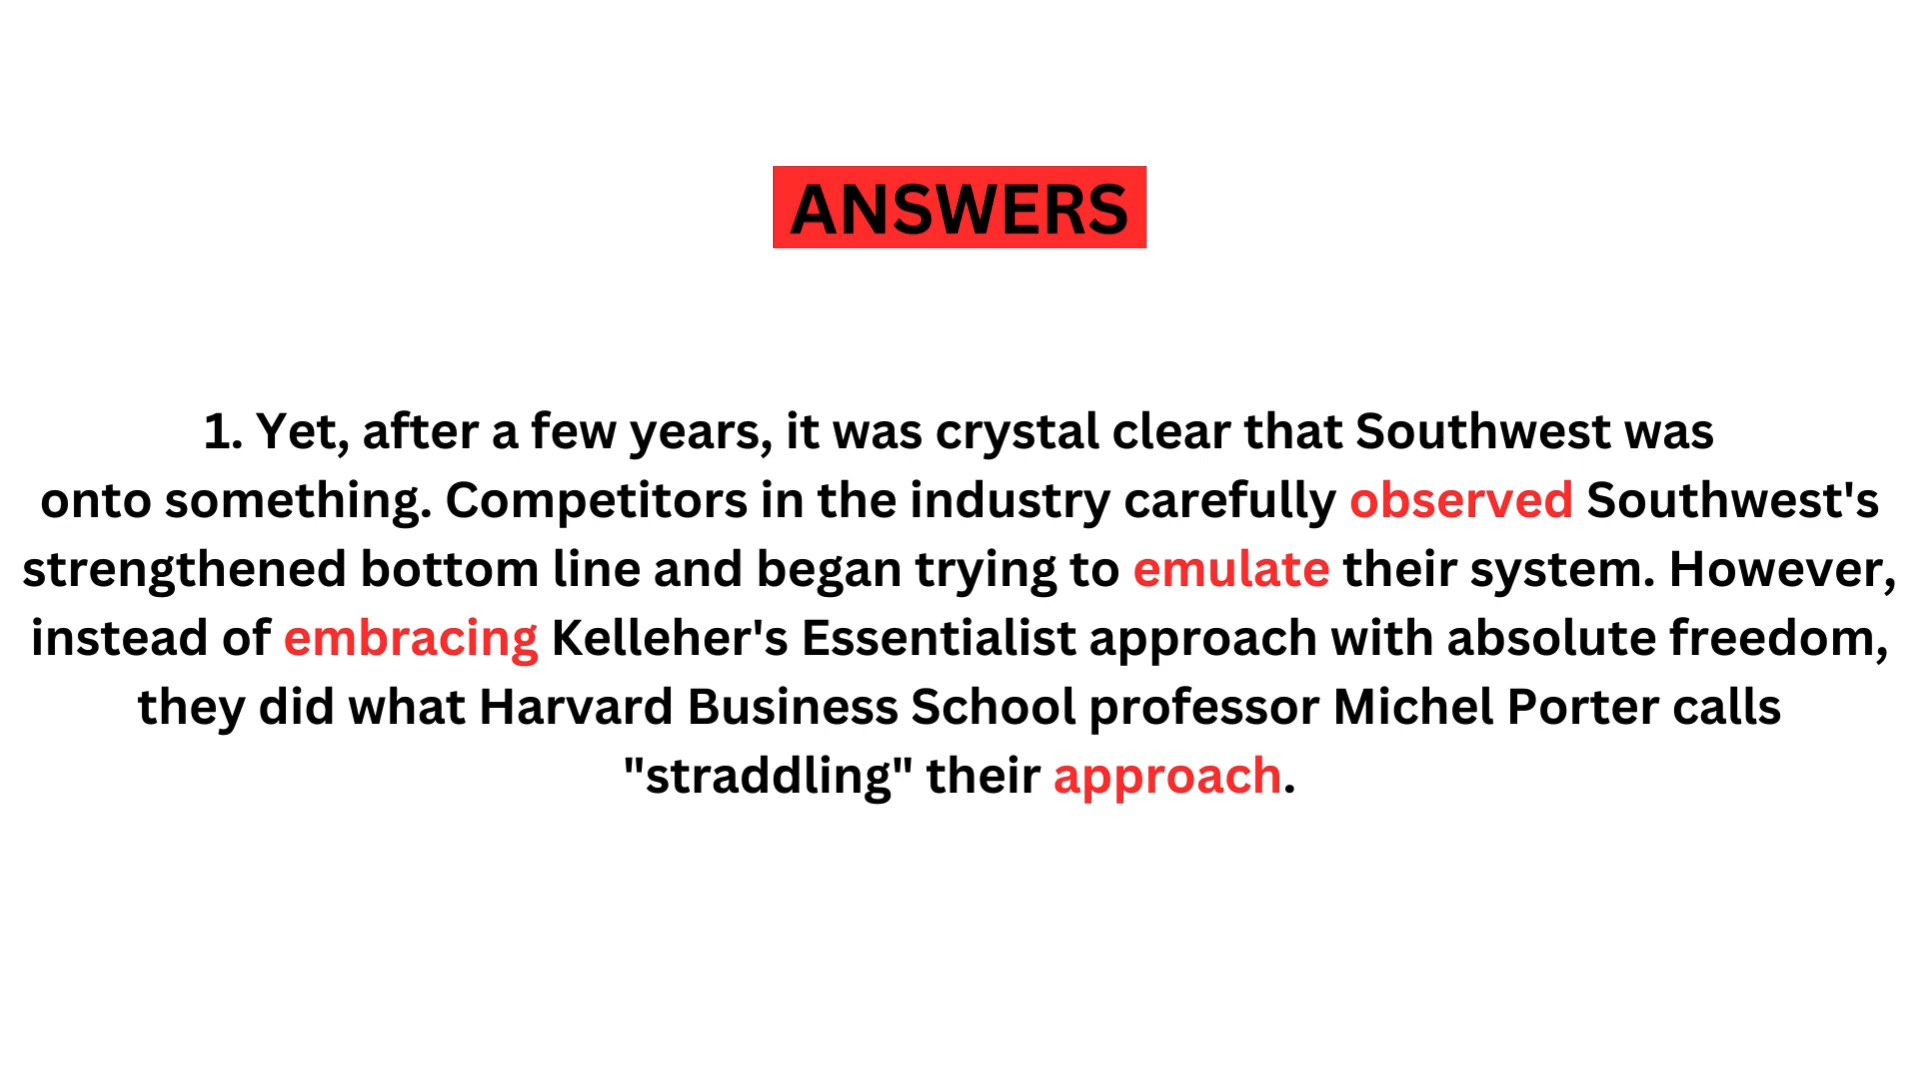 ANSWERS
1. Yet, after a few years, it was crystal clear that Southwest was
onto something. Competitors in the industry carefully observed Southwest's
strengthened bottom line and began trying to emulate their system. However,
instead of embracing Kelleher's Essentialist approach with absolute freedom,
they did what Harvard Business School professor Michel Porter calls
"straddling" their approach.